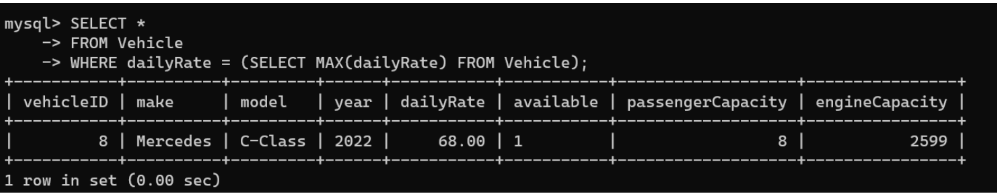 mysql> SELECT *
    -> FROM Vehicle
    -> WHERE dailyRate = (SELECT MAX(dailyRate) FROM Vehicle);
+-----------+----------+---------+------+-----------+-----------+-------------------+----------------+
| vehicleID | make     | model   | year | dailyRate | available | passengerCapacity | engineCapacity |
+-----------+----------+---------+------+-----------+-----------+-------------------+----------------+
|         8 | Mercedes | C-Class | 2022 |     68.00 | 1         |                 8 |           2599 |
+-----------+----------+---------+------+-----------+-----------+-------------------+----------------+
1 row in set (0.00 sec)